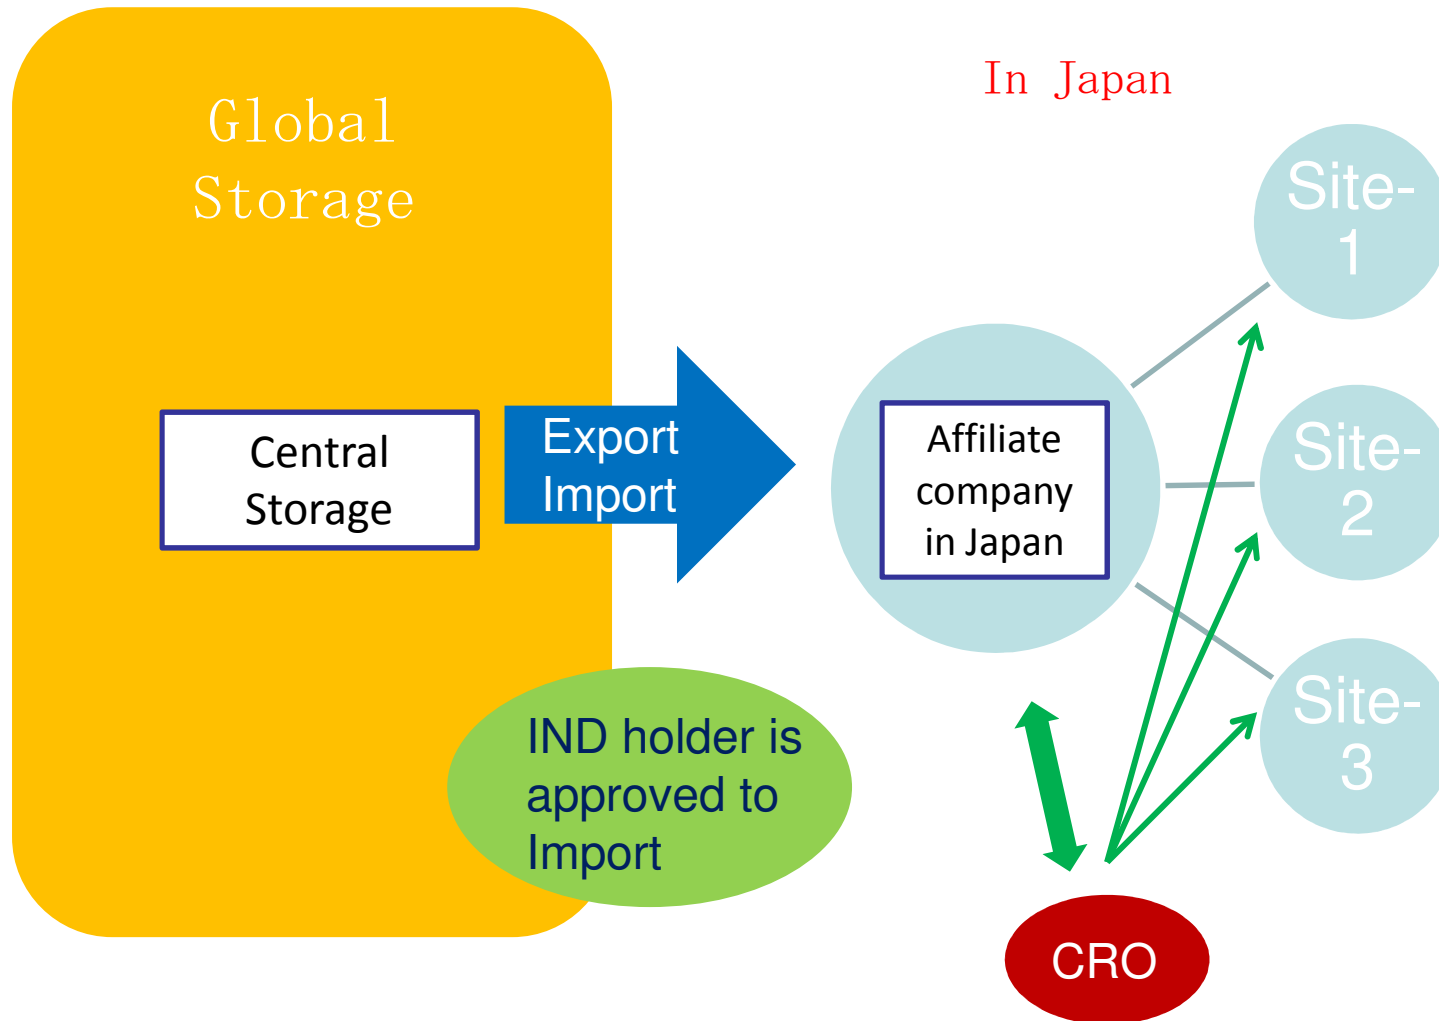 Global
Storage
In Japan
Central
Storage
Export
Import
Affiliate
company
in Japan
Site-
1
Site-
2
Site-
3
IND holder is
approved to
Import
CRO